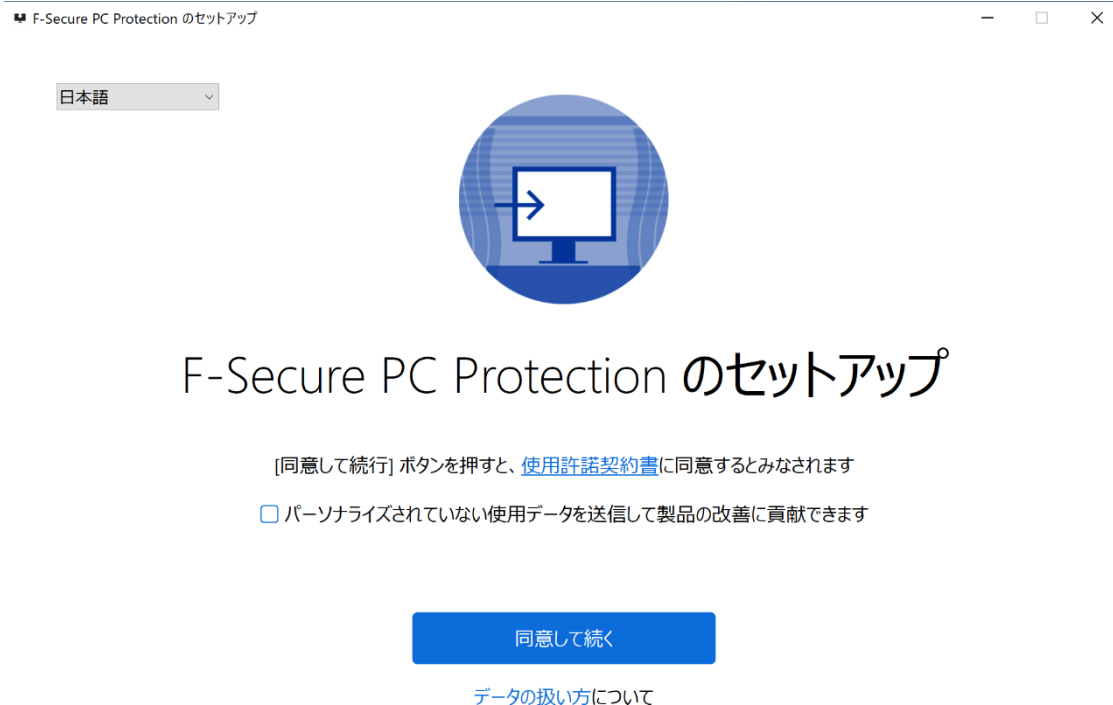 F-Secure PC Protection のセットアップ
日本語
F-Secure PC Protection のセットアップ
[同意して続行] ボタンを押すと、使用許諾契約書に同意するとみなされます
パーソナライズされていない使用データを送信して製品の改善に貢献できます
同意して続く
データの扱い方について